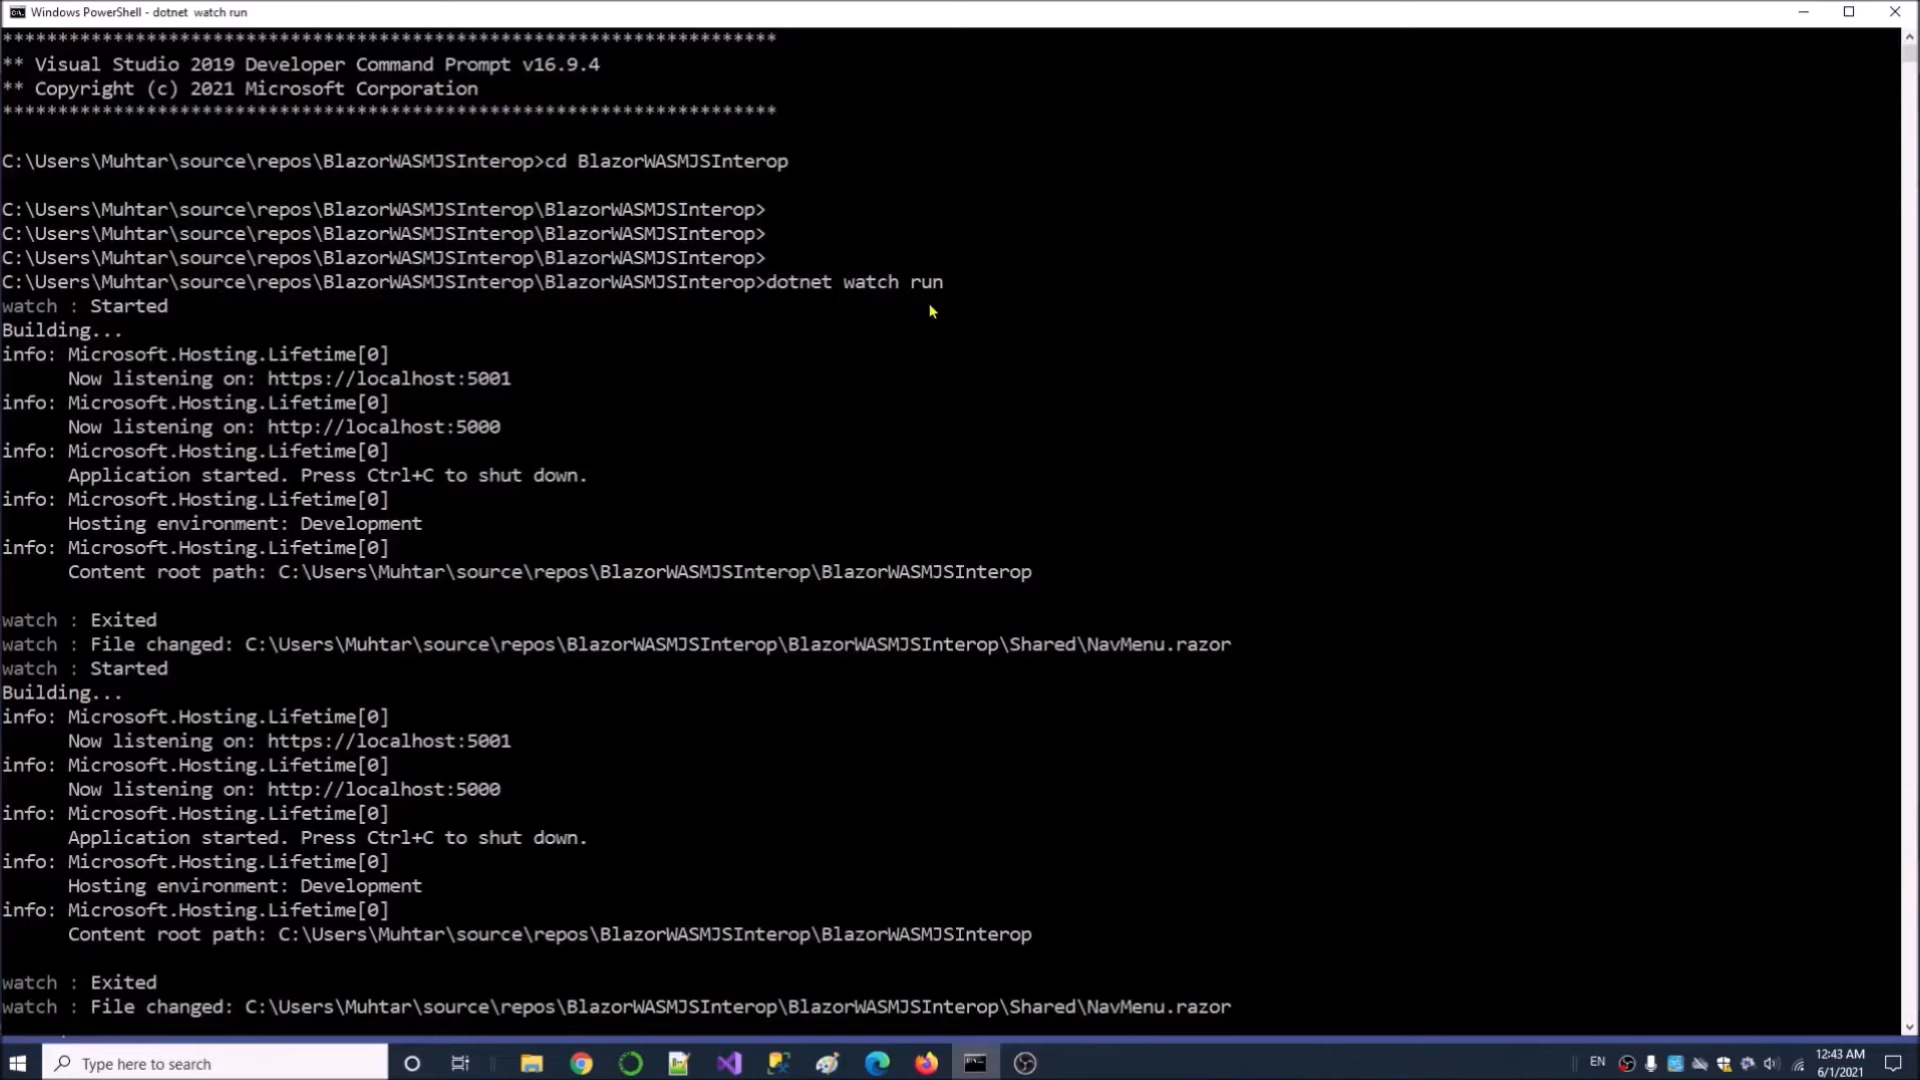 Windows PowerShell - dotnet  watch run
**********************************************************************
** Visual Studio 2019 Developer Command Prompt v16.9.4
** Copyright (c) 2021 Microsoft Corporation
**********************************************************************
C:\Users\Muhtar\source\repos\BlazorWASMJSInterop>cd BlazorWASMJSInterop
C:\Users\Muhtar\source\repos\BlazorWASMJSInterop\BlazorWASMJSInterop>
C:\Users\Muhtar\source\repos\BlazorWASMJSInterop\BlazorWASMJSInterop>
C:\Users\Muhtar\source\repos\BlazorWASMJSInterop\BlazorWASMJSInterop>
C:\Users\Muhtar\source\repos\BlazorWASMJSInterop\BlazorWASMJSInterop>dotnet watch run
watch : Started
Building...
info: Microsoft.Hosting.Lifetime[0]
      Now listening on: https://localhost:5001
info: Microsoft.Hosting.Lifetime[0]
      Now listening on: http://localhost:5000
info: Microsoft.Hosting.Lifetime[0]
      Application started. Press Ctrl+C to shut down.
info: Microsoft.Hosting.Lifetime[0]
      Hosting environment: Development
info: Microsoft.Hosting.Lifetime[0]
      Content root path: C:\Users\Muhtar\source\repos\BlazorWASMJSInterop\BlazorWASMJSInterop
watch : Exited
watch : File changed: C:\Users\Muhtar\source\repos\BlazorWASMJSInterop\BlazorWASMJSInterop\Shared\NavMenu.razor
watch : Started
Building...
info: Microsoft.Hosting.Lifetime[0]
      Now listening on: https://localhost:5001
info: Microsoft.Hosting.Lifetime[0]
      Now listening on: http://localhost:5000
info: Microsoft.Hosting.Lifetime[0]
      Application started. Press Ctrl+C to shut down.
info: Microsoft.Hosting.Lifetime[0]
      Hosting environment: Development
info: Microsoft.Hosting.Lifetime[0]
      Content root path: C:\Users\Muhtar\source\repos\BlazorWASMJSInterop\BlazorWASMJSInterop
watch : Exited
watch : File changed: C:\Users\Muhtar\source\repos\BlazorWASMJSInterop\BlazorWASMJSInterop\Shared\NavMenu.razor
Type here to search
EN
12:43 AM
6/1/2021